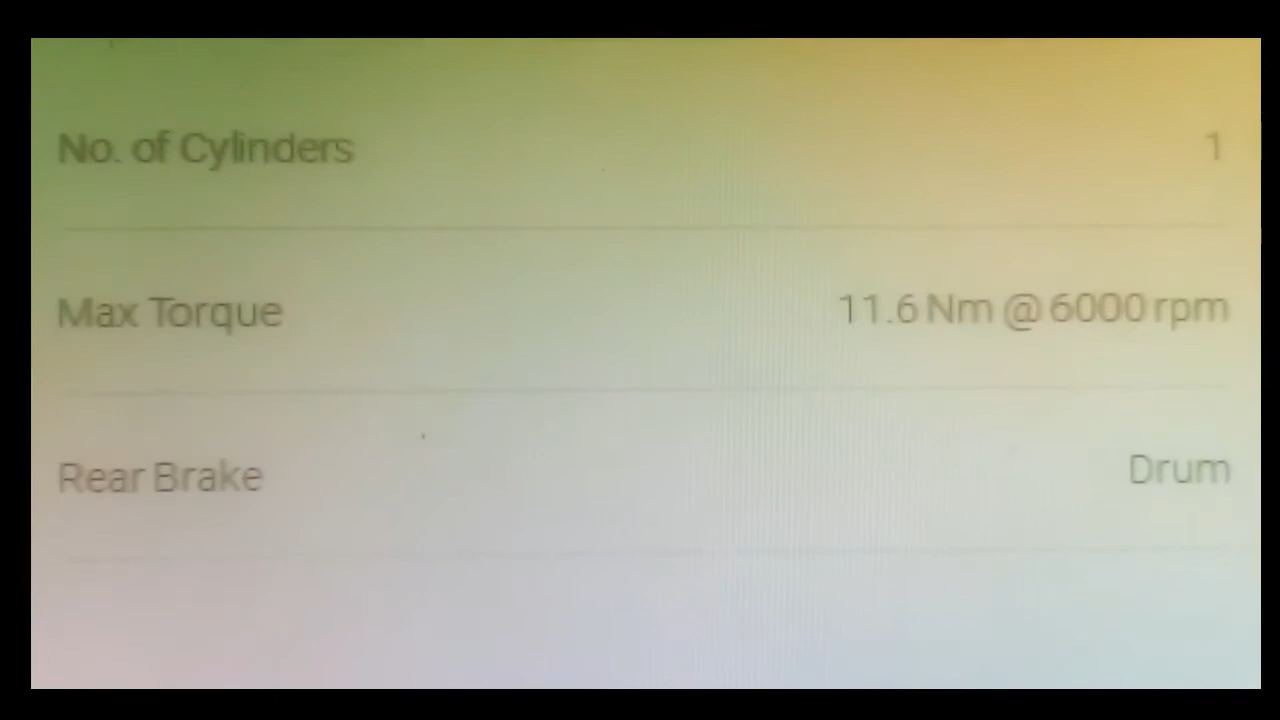 No. of Cylinders 1
Max Torque 11.6 Nm @ 6000 rpm
Rear Brake Drum